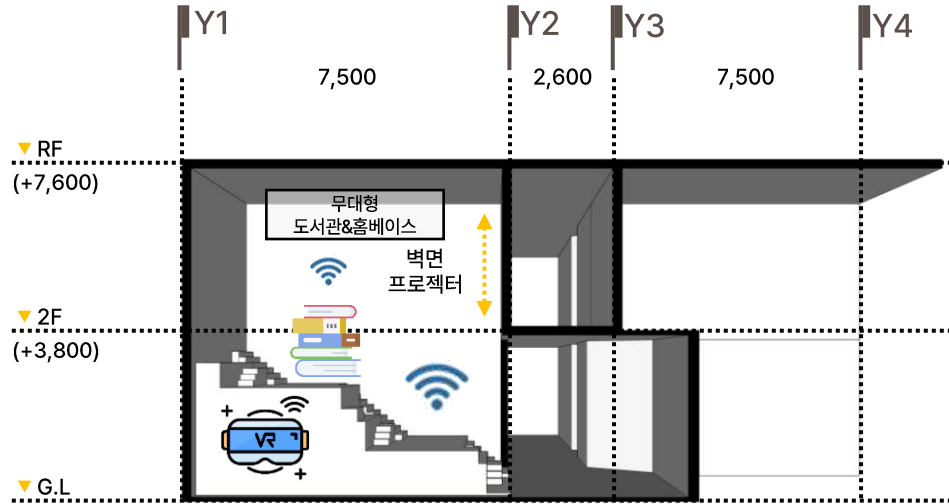 Y1
Y2
Y3
Y4
7,500
2,600
7,500
▼ RF
(+7,600)
무대형
도서관&홈베이스
벽면
프로젝터
▼ 2F
(+3,800)
VR
▼ G.L